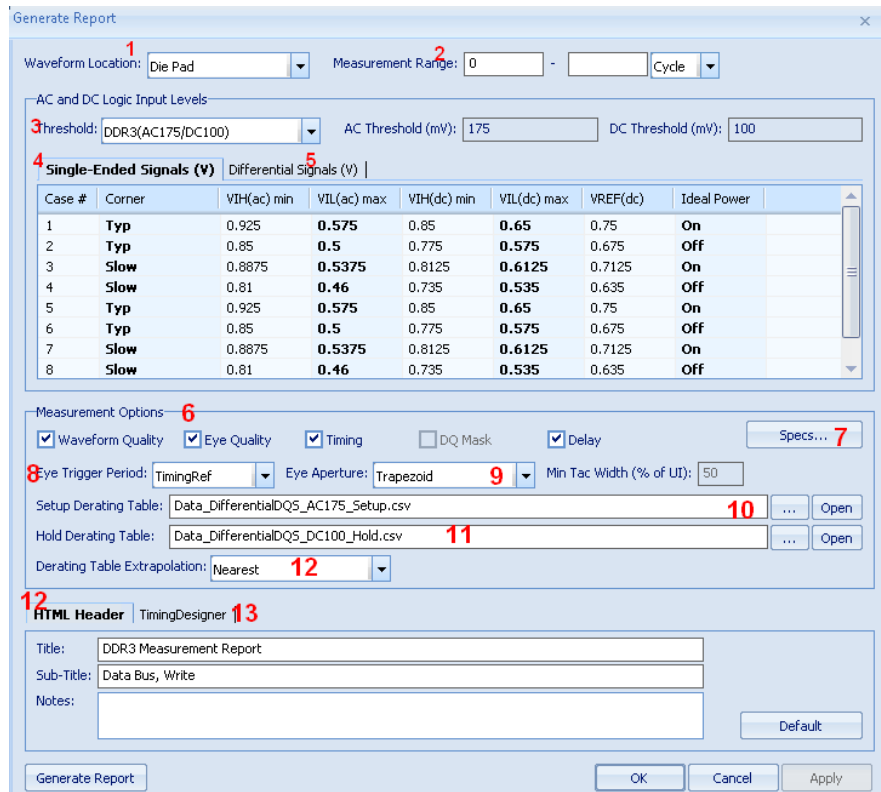 Generate Report
1 2
Waveform Location: Die Pad Measurement Range: 0 - Cycle
AC and DC Logic Input Levels
3 Threshold: DDR3(AC175/DC100) AC Threshold (mV): 175 DC Threshold (mV): 100
4 Single-Ended Signals (V) Differential Signals (V) 5
Case # Corner VIH(ac) min VIL(ac) max VIH(dc) min VIL(dc) max VREF(dc) Ideal Power
1 Typ 0.925 0.575 0.85 0.65 0.75 On
2 Typ 0.85 0.5 0.775 0.575 0.675 Off
3 Slow 0.8875 0.5375 0.8125 0.6125 0.7125 On
4 Slow 0.81 0.46 0.735 0.535 0.635 Off
5 Typ 0.925 0.575 0.85 0.65 0.75 On
6 Typ 0.85 0.5 0.775 0.575 0.675 Off
7 Slow 0.8875 0.5375 0.8125 0.6125 0.7125 On
8 Slow 0.81 0.46 0.735 0.535 0.635 Off
Measurement Options 6
Waveform Quality Eye Quality Timing DQ Mask Delay Specs... 7
8 Eye Trigger Period: TimingRef Eye Aperture: Trapezoid 9 Min Tac Width (% of UI): 50
Setup Derating Table: Data_DifferentialDQS_AC175_Setup.csv 10 ... Open
Hold Derating Table: Data_DifferentialDQS_DC100_Hold.csv 11 ... Open
Derating Table Extrapolation: Nearest 12
12 HTML Header TimingDesigner 13
Title: DDR3 Measurement Report
Sub-Title: Data Bus, Write
Notes:
Default
Generate Report OK Cancel Apply